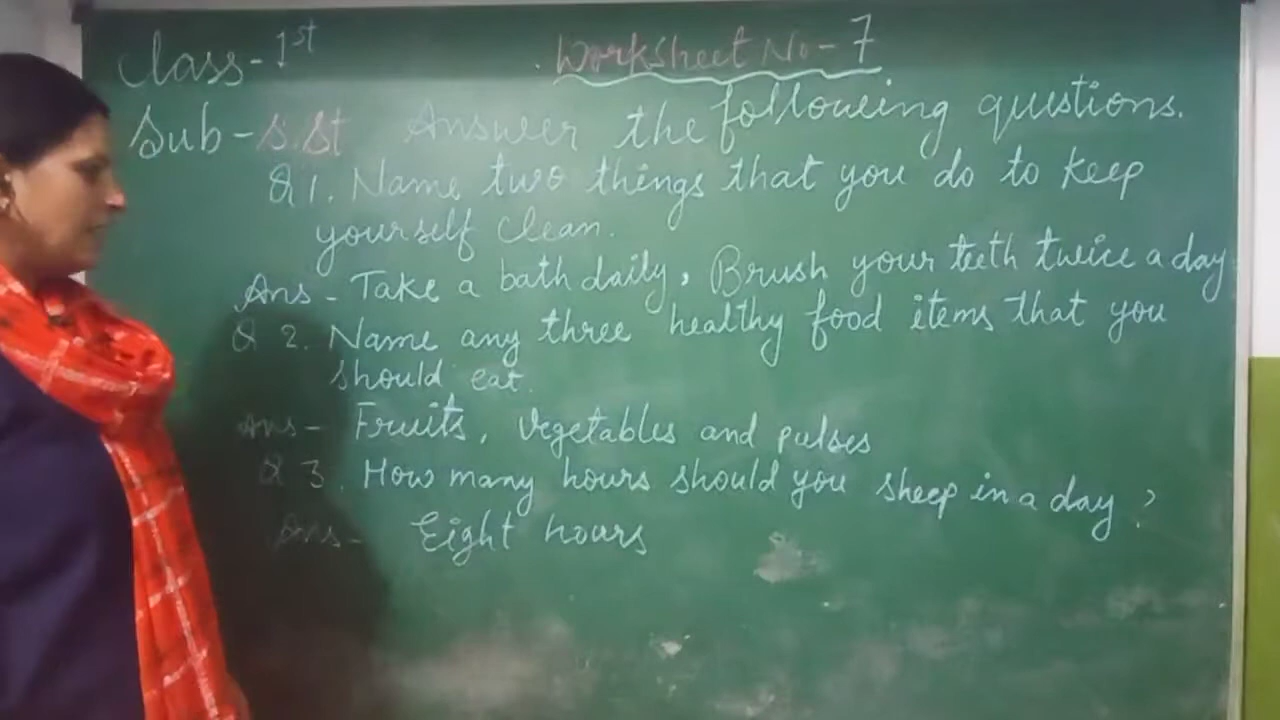 Class-1st
Worksheet No-7
Sub-S.St
Answer the following questions.
Q 1. Name two things that you do to keep
yourself clean.
Ans - Take a bath daily, Brush your teeth twice a day
Q 2. Name any three healthy food items that you
should eat.
Ans- Fruits, Vegetables and pulses
Q 3. How many hours should you sheep in a day?
Ans- Eight hours